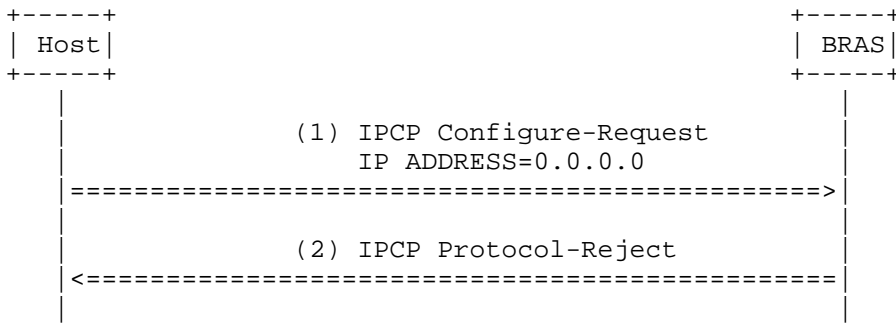 Host
BRAS
(1) IPCP Configure-Request
IP ADDRESS=0.0.0.0
(2) IPCP Protocol-Reject